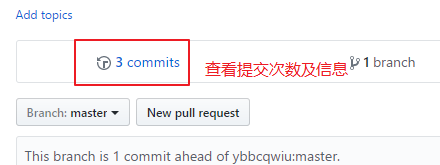 Add topics
3 commits 查看提交次数及信息 1 branch
Branch: master New pull request
This branch is 1 commit ahead of ybbcqwiu:master.